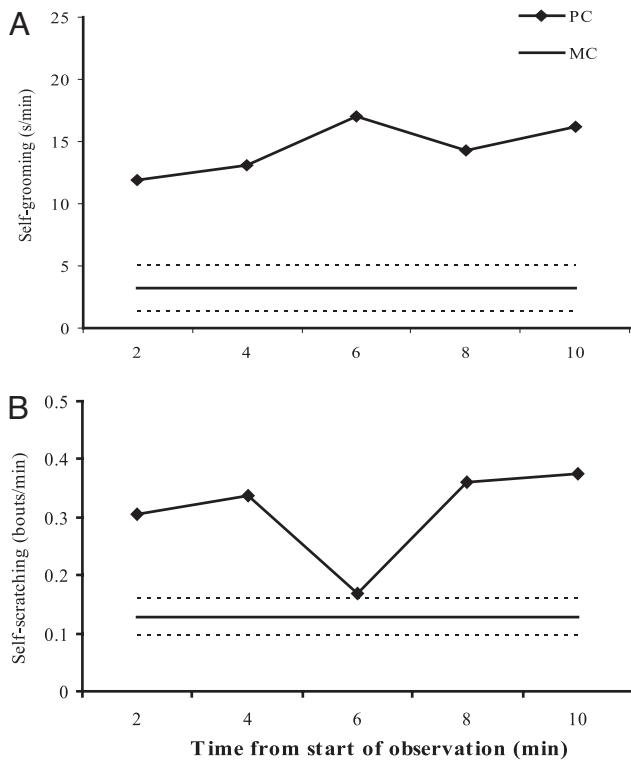 A
25
20
15
10
5
0
Self-grooming (s/min)
PC
MC
2 4 6 8 10
B
0.5
0.4
0.3
0.2
0.1
0
Self-scratching (bouts/min)
2 4 6 8 10
Time from start of observation (min)